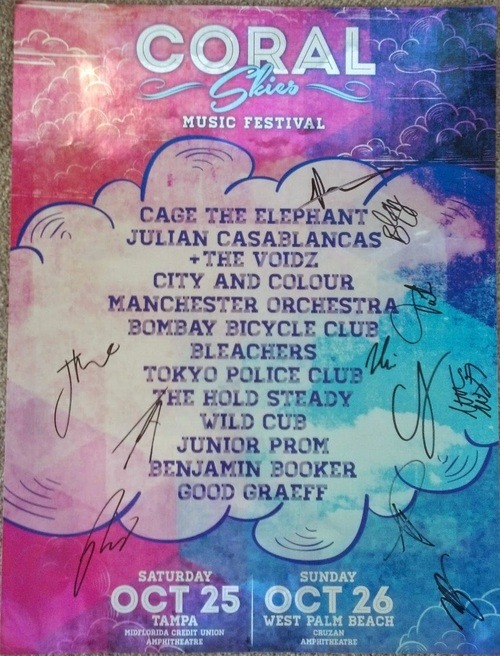 CORAL
Skies
MUSIC FESTIVAL
CAGE THE ELEPHANT
JULIAN CASABLANCAS
+THE VOIDZ
CITY AND COLOUR
MANCHESTER ORCHESTRA
BOMBAY BICYCLE CLUB
BLEACHERS
TOKYO POLICE CLUB
THE HOLD STEADY
WILD CUB
JUNIOR PROM
BENJAMIN BOOKER
GOOD GRAEFF
SATURDAY
OCT 25
TAMPA
MIDFLORIDA CREDIT UNION
AMPHITHEATRE
SUNDAY
OCT 26
WEST PALM BEACH
CRUZAN
AMPHITHEATRE